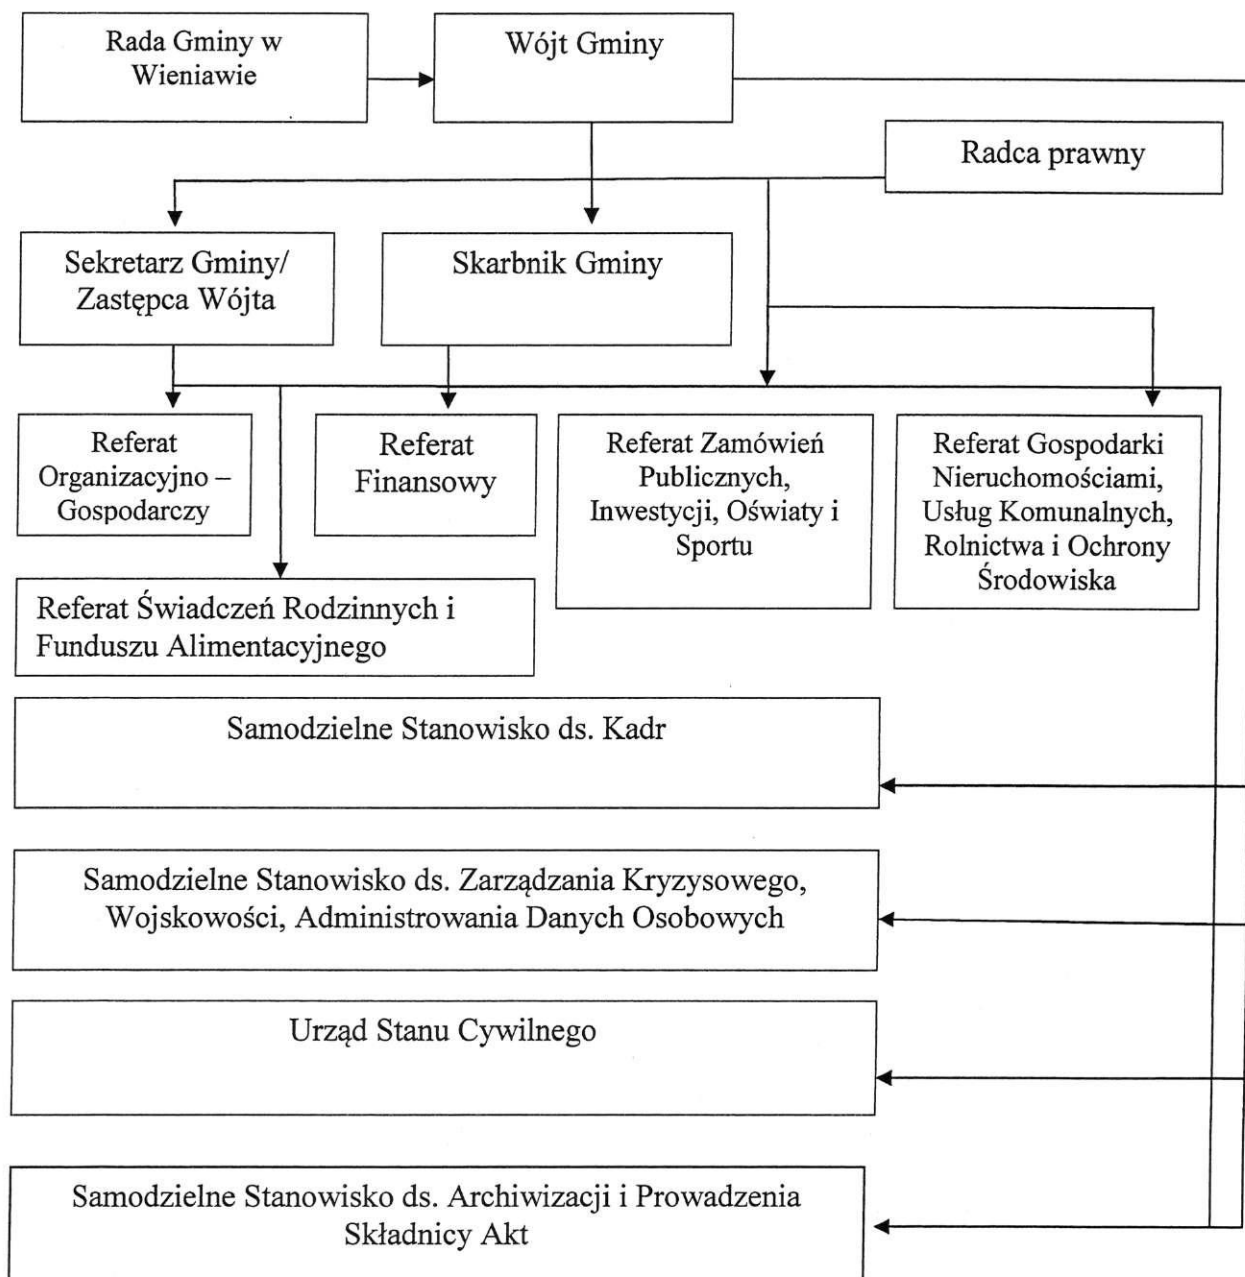 Rada Gminy w
Wieniawie
Wójt Gminy
Radca prawny
Sekretarz Gminy/
Zastępca Wójta
Skarbnik Gminy
Referat
Organizacyjno –
Gospodarczy
Referat
Finansowy
Referat Zamówień
Publicznych,
Inwestycji, Oświaty i
Sportu
Referat Gospodarki
Nieruchomościami,
Usług Komunalnych,
Rolnictwa i Ochrony
Środowiska
Referat Świadczeń Rodzinnych i
Funduszu Alimentacyjnego
Samodzielne Stanowisko ds. Kadr
Samodzielne Stanowisko ds. Zarządzania Kryzysowego,
Wojskowości, Administrowania Danych Osobowych
Urząd Stanu Cywilnego
Samodzielne Stanowisko ds. Archiwizacji i Prowadzenia
Składnicy Akt